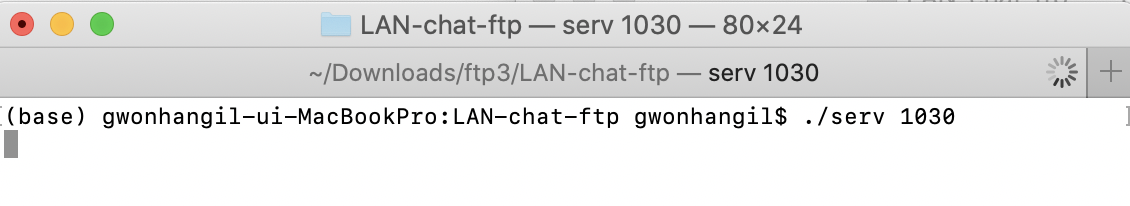 LAN-chat-ftp — serv 1030 — 80×24
~/Downloads/ftp3/LAN-chat-ftp — serv 1030
[(base) gwonhangil-ui-MacBookPro:LAN-chat-ftp gwonhangil$ ./serv 1030 ]